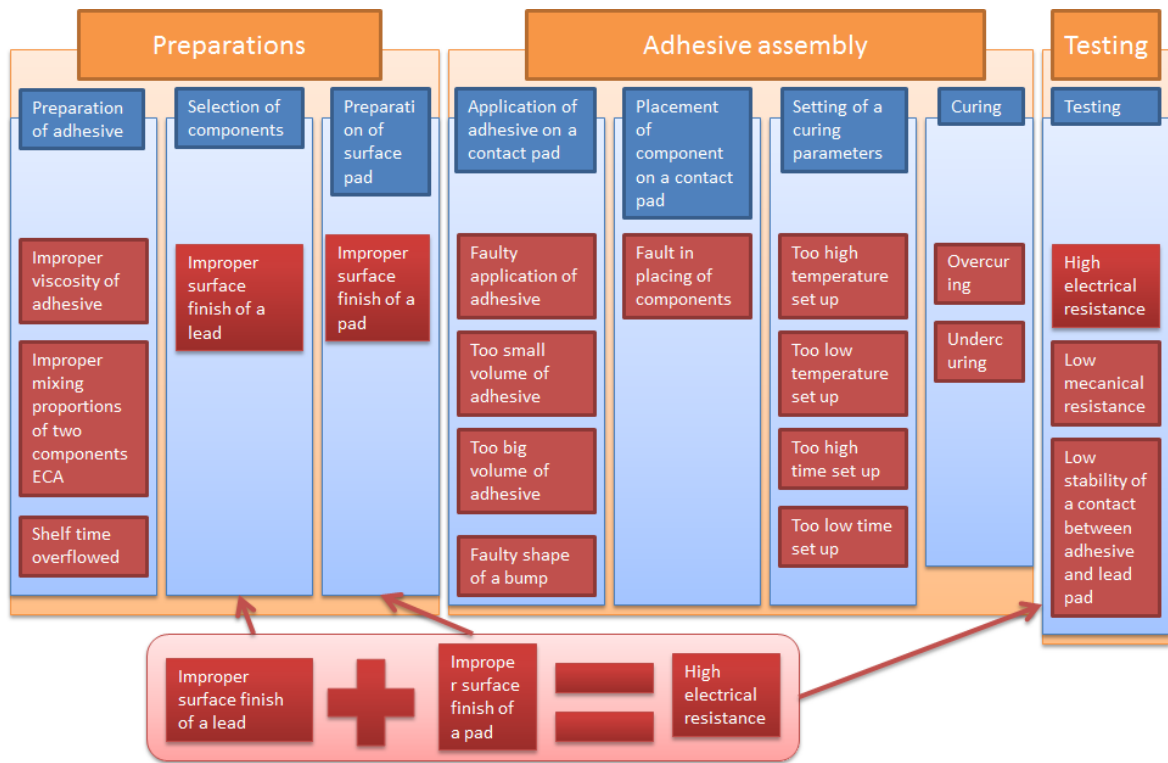 Preparations
Adhesive assembly
Testing
Preparation
of adhesive
Selection of
components
Preparati
on of
surface
pad
Application of
adhesive on a
contact pad
Placement
of
component
on a contact
pad
Setting of a
curing
parameters
Curing
Testing
Improper
viscosity of
adhesive
Improper
mixing
proportions
of two
components
ECA
Shelf time
overflowed
Improper
surface
finish of a
lead
Improper
surface
finish of a
pad
Faulty
application of
adhesive
Too small
volume of
adhesive
Too big
volume of
adhesive
Faulty shape
of a bump
Fault in
placing of
components
Too high
temperature
set up
Too low
temperature
set up
Too high
time set up
Too low time
set up
Overcur
ing
Underc
uring
High
electrical
resistance
Low
mecanical
resistance
Low
stability of
a contact
between
adhesive
and lead
pad
Improper
surface finish
of a lead
Imprope
r surface
finish of
a pad
High
electrical
resistance